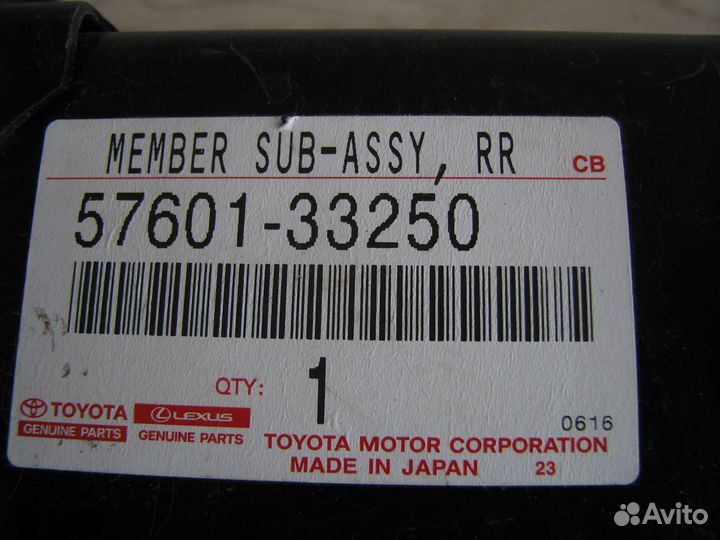 MEMBER SUB-ASSY, RR CB
57601-33250
QTY: 1
TOYOTA LEXUS 0616
GENUINE PARTS GENUINE PARTS TOYOTA MOTOR CORPORATION
MADE IN JAPAN 23
Avito